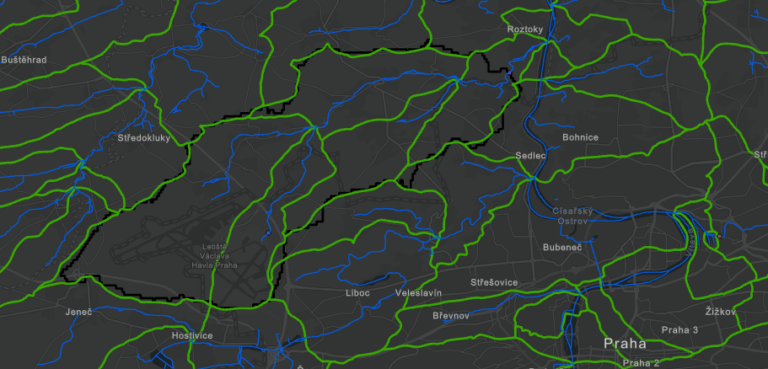 Roztoky
Buštěhrad
Středokluky
Bohnice
Sedlec
Stř
Císařský
Ostrov
Letiště
Václava
Havla Praha
Bubeneč
Střešovice
Liboc
Veleslavín
Jeneč
Břevnov
Žižkov
Praha 3
Hostivice
Praha
Praha 2